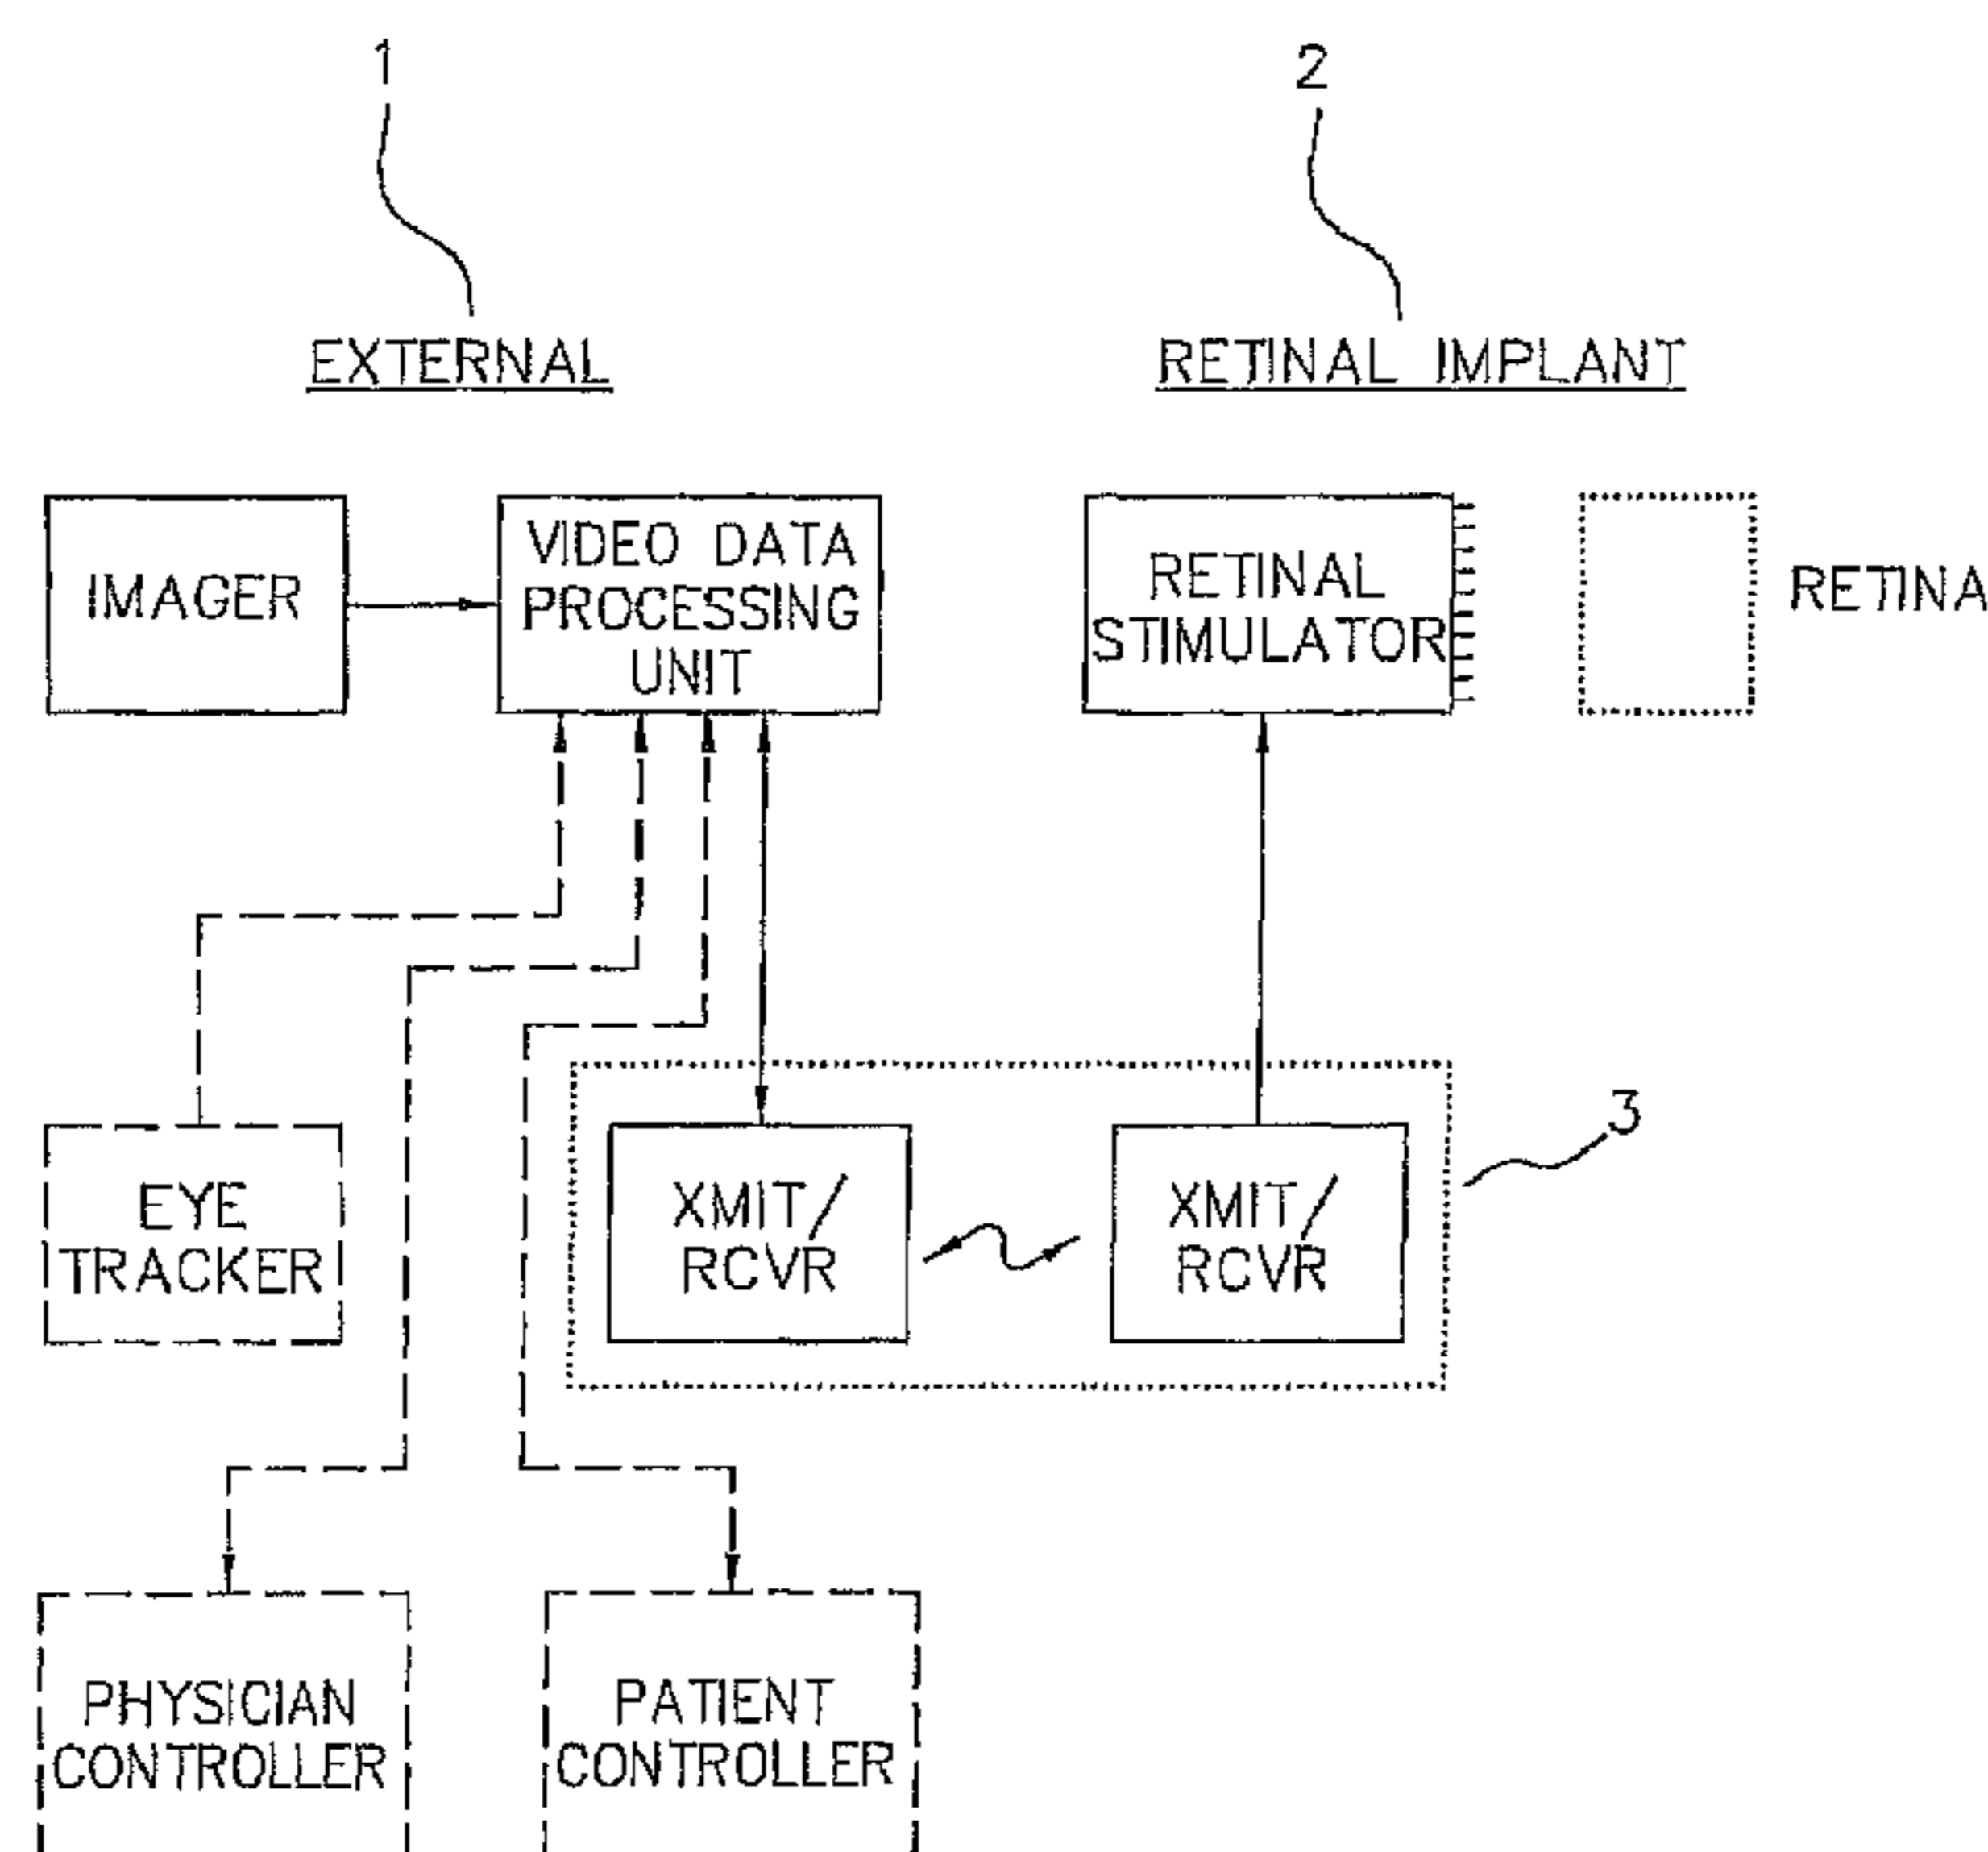 1
2
EXTERNAL
RETINAL IMPLANT
IMAGER
VIDEO DATA
PROCESSING
UNIT
RETINAL
STIMULATOR
RETINA
3
EYE
TRACKER
XMIT/
RCVR
XMIT/
RCVR
PHYSICIAN
CONTROLLER
PATIENT
CONTROLLER